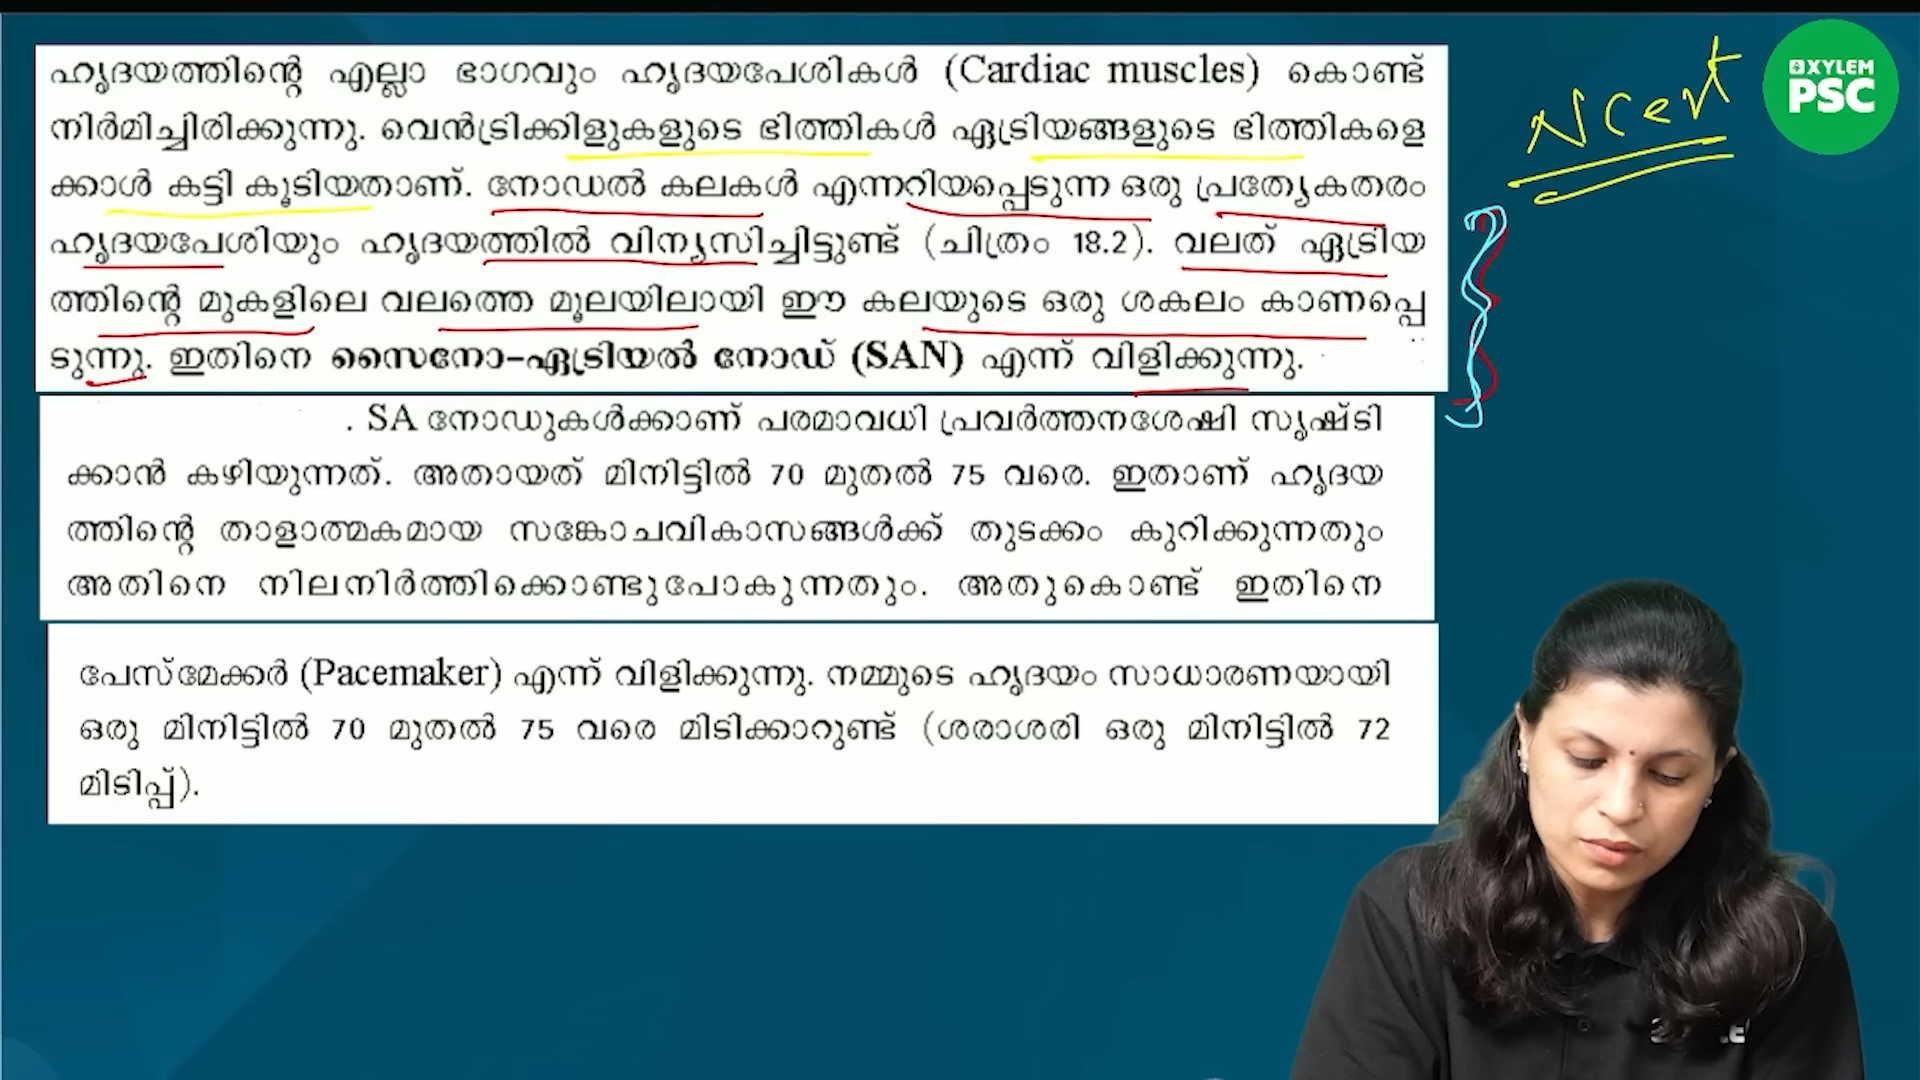 ഹൃദയത്തിന്റെ എല്ലാ ഭാഗവും ഹൃദയപേശികൾ (Cardiac muscles) കൊണ്ട്
നിർമിച്ചിരിക്കുന്നു. വെൻട്രിക്കിളുകളുടെ ഭിത്തികൾ ഏട്രിയങ്ങളുടെ ഭിത്തികളെ
ക്കാൾ കട്ടി കൂടിയതാണ്. നോഡൽ കലകൾ എന്നറിയപ്പെടുന്ന ഒരു പ്രത്യേകതരം
ഹൃദയപേശിയും ഹൃദയത്തിൽ വിന്യസിച്ചിട്ടുണ്ട് (ചിത്രം 18.2). വലത് ഏട്രിയ
ത്തിന്റെ മുകളിലെ വലത്തെ മൂലയിലായി ഈ കലയുടെ ഒരു ശകലം കാണപ്പെ
ടുന്നു. ഇതിനെ സൈനോ-ഏട്രിയൽ നോഡ് (SAN) എന്ന് വിളിക്കുന്നു.
. SA നോഡുകൾക്കാണ് പരമാവധി പ്രവർത്തനശേഷി സൃഷ്ടി
ക്കാൻ കഴിയുന്നത്. അതായത് മിനിട്ടിൽ 70 മുതൽ 75 വരെ. ഇതാണ് ഹൃദയ
ത്തിന്റെ താളാത്മകമായ സങ്കോചവികാസങ്ങൾക്ക് തുടക്കം കുറിക്കുന്നതും
അതിനെ നിലനിർത്തിക്കൊണ്ടുപോകുന്നതും. അതുകൊണ്ട് ഇതിനെ
പേസ്മേക്കർ (Pacemaker) എന്ന് വിളിക്കുന്നു. നമ്മുടെ ഹൃദയം സാധാരണയായി
ഒരു മിനിട്ടിൽ 70 മുതൽ 75 വരെ മിടിക്കാറുണ്ട് (ശരാശരി ഒരു മിനിട്ടിൽ 72
മിടിപ്പ്).
NCert
XYLEM
PSC